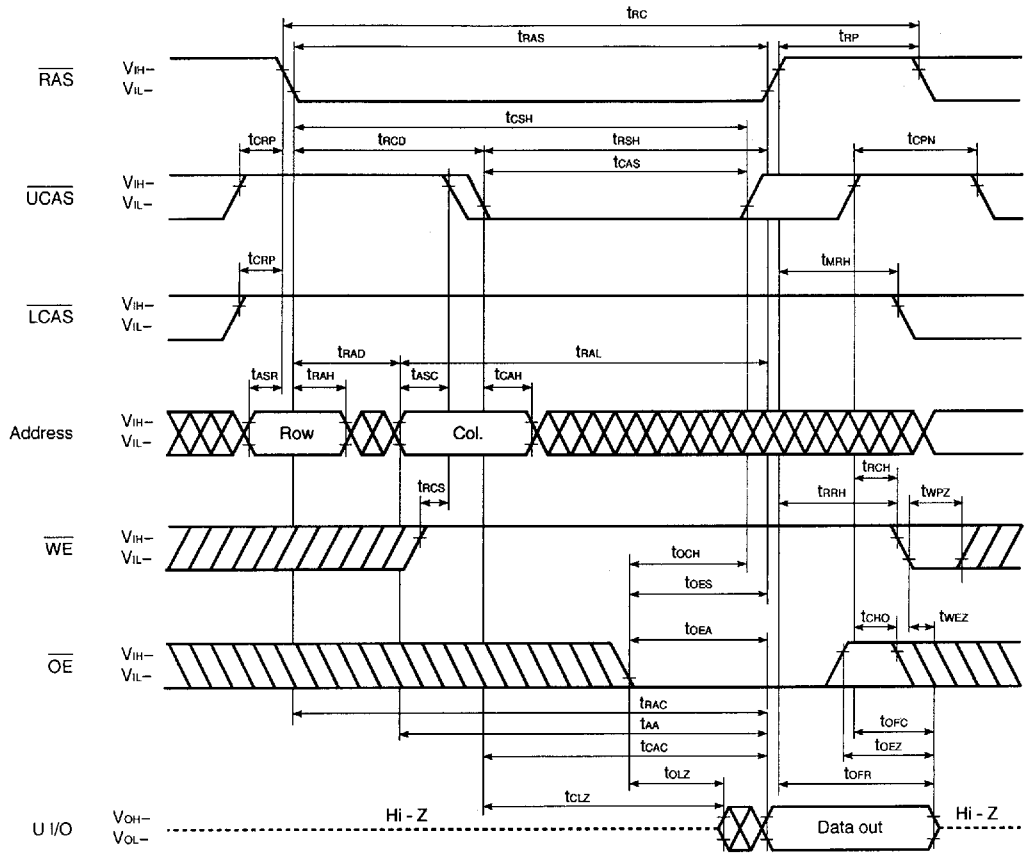 tRC
tRAS tRP
RAS VIH– VIL–
tCSH
tCRP tRCD tRSH tCPN
tCAS
UCAS VIH– VIL–
tCRP tMRH
LCAS VIH– VIL–
tRAD tRAL
tASR tRAH tASC tCAH
Address VIH– VIL– Row Col.
tRCH
tRCS tRRH tWPZ
WE VIH– VIL–
tOCH
tOES
tCHO tWEZ
tOEA
OE VIH– VIL–
tRAC
tOFC
tAA
tOEZ
tCAC
tOLZ tOFR
tCLZ
U I/O VOH– VOL– Hi - Z Data out Hi - Z